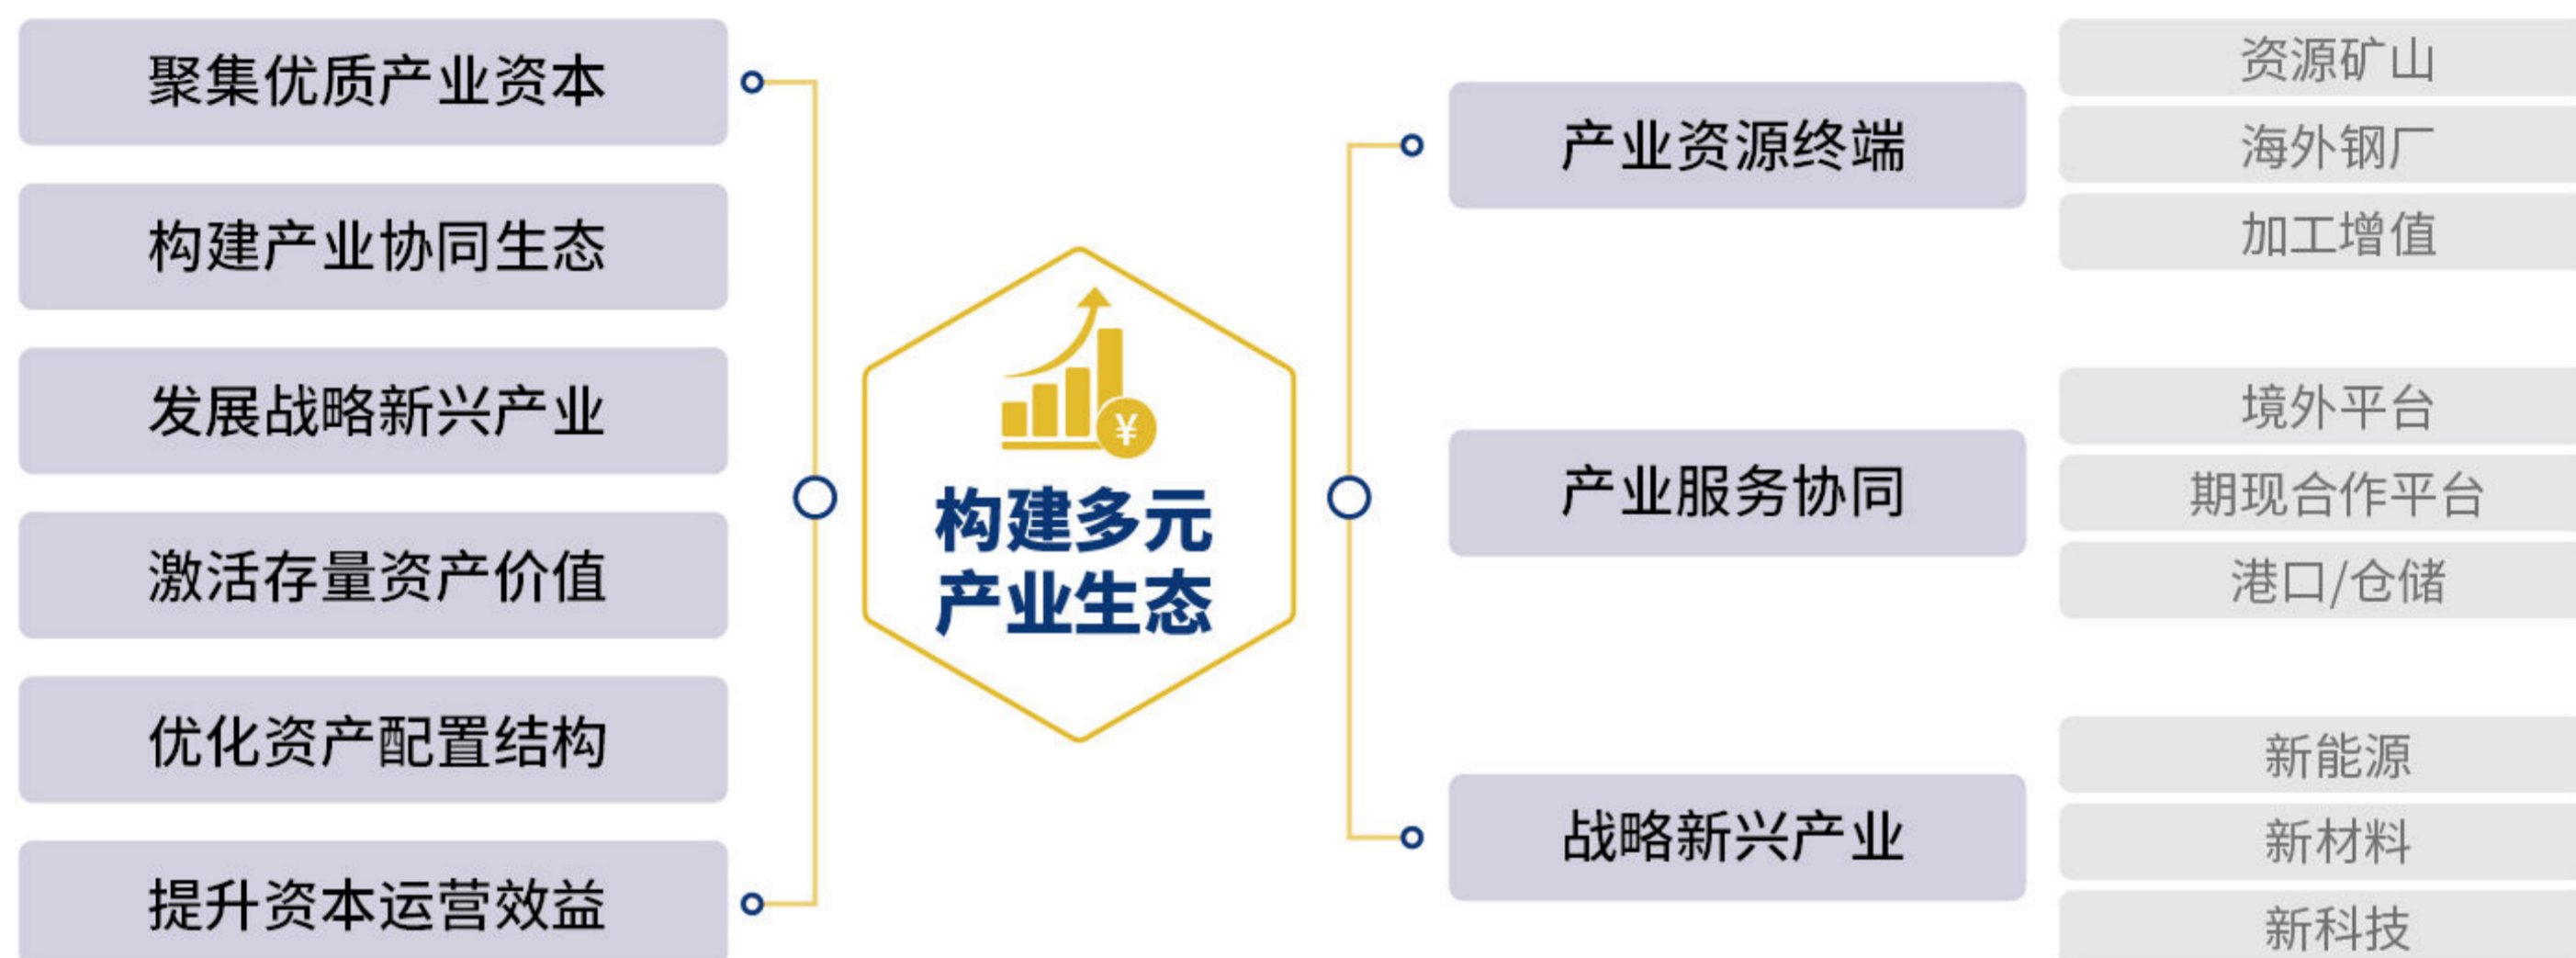 聚集优质产业资本
构建产业协同生态
发展战略新兴产业
激活存量资产价值
优化资产配置结构
提升资本运营效益
¥
构建多元
产业生态
产业资源终端
资源矿山
海外钢厂
加工增值
产业服务协同
境外平台
期现合作平台
港口/仓储
战略新兴产业
新能源
新材料
新科技